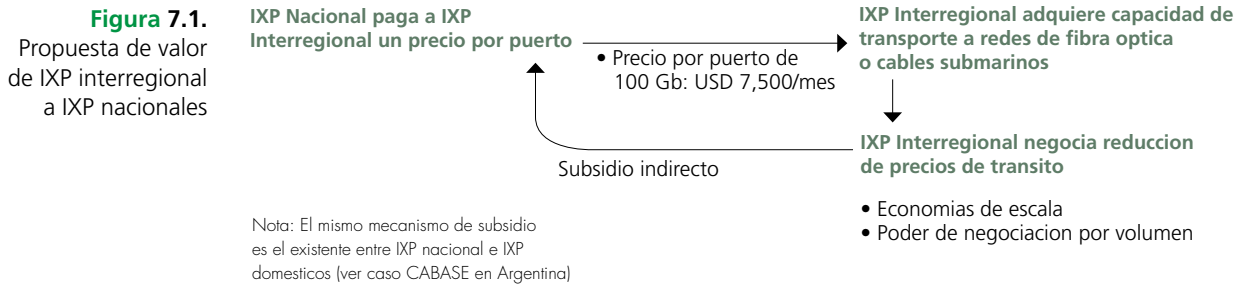 Figura 7.1.
Propuesta de valor
de IXP interregional
a IXP nacionales
IXP Nacional paga a IXP
Interregional un precio por puerto
• Precio por puerto de
100 Gb: USD 7,500/mes
IXP Interregional adquiere capacidad de
transporte a redes de fibra optica
o cables submarinos
IXP Interregional negocia reduccion
de precios de transito
• Economias de escala
• Poder de negociacion por volumen
Subsidio indirecto
Nota: El mismo mecanismo de subsidio
es el existente entre IXP nacional e IXP
domesticos (ver caso CABASE en Argentina)